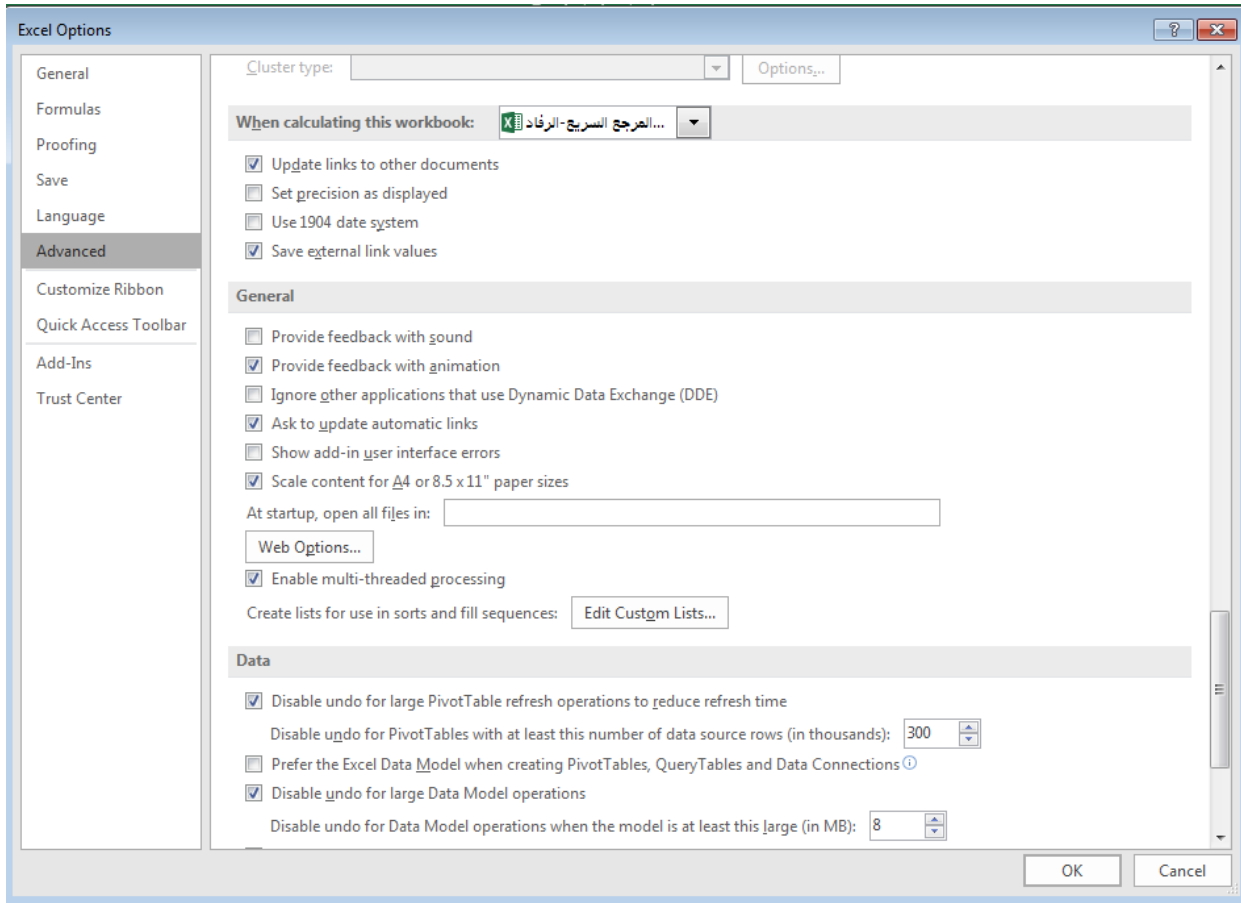 Excel Options
General
Formulas
Proofing
Save
Language
Advanced
Customize Ribbon
Quick Access Toolbar
Add-Ins
Trust Center
Cluster type:
Options...
When calculating this workbook: المرجع السريع-الرفاد...
Update links to other documents
Set precision as displayed
Use 1904 date system
Save external link values
General
Provide feedback with sound
Provide feedback with animation
Ignore other applications that use Dynamic Data Exchange (DDE)
Ask to update automatic links
Show add-in user interface errors
Scale content for A4 or 8.5 x 11" paper sizes
At startup, open all files in:
Web Options...
Enable multi-threaded processing
Create lists for use in sorts and fill sequences: Edit Custom Lists...
Data
Disable undo for large PivotTable refresh operations to reduce refresh time
Disable undo for PivotTables with at least this number of data source rows (in thousands): 300
Prefer the Excel Data Model when creating PivotTables, QueryTables and Data Connections
Disable undo for large Data Model operations
Disable undo for Data Model operations when the model is at least this large (in MB): 8
OK
Cancel